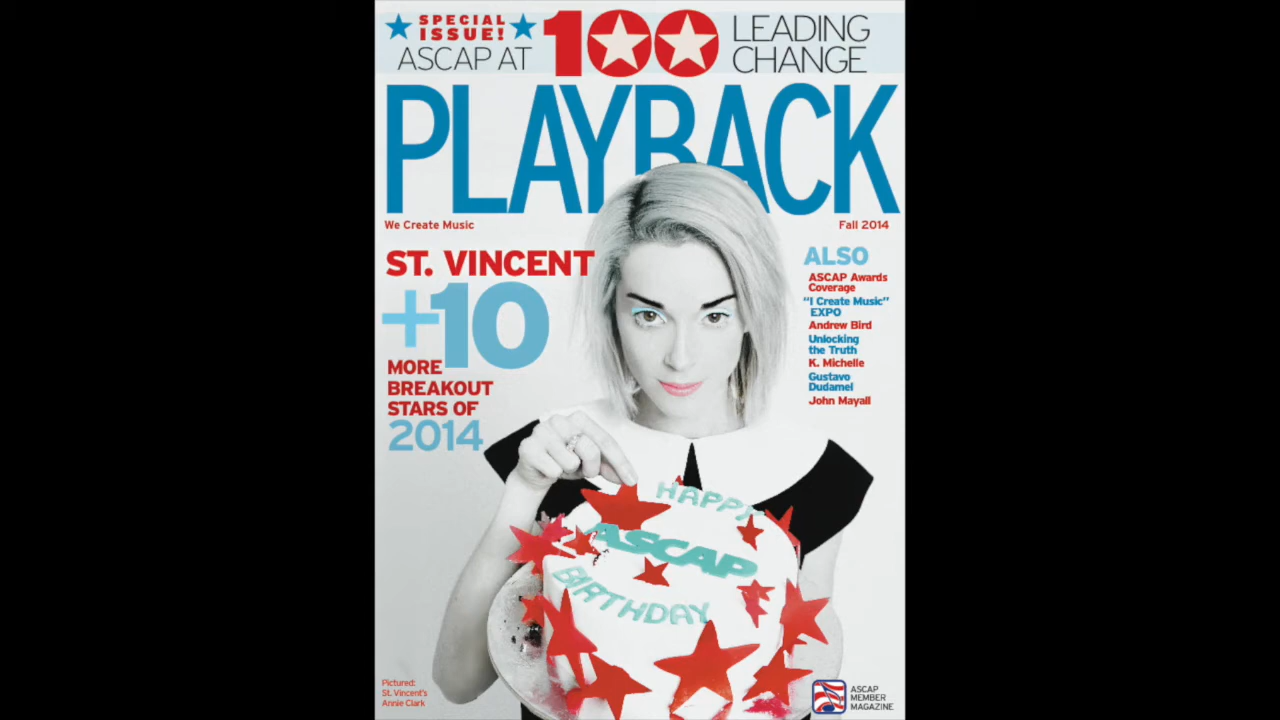 SPECIAL
ISSUE!
ASCAP AT
100
LEADING
CHANGE
PLAYBACK
We Create Music
Fall 2014
ST. VINCENT
+10
MORE
BREAKOUT
STARS OF
2014
ALSO
ASCAP Awards
Coverage
“I Create Music”
EXPO
Andrew Bird
Unlocking
the Truth
K. Michelle
Gustavo
Dudamel
John Mayall
HAPPY
ASCAP
BIRTHDAY
Pictured:
St. Vincent's
Annie Clark
ASCAP
MEMBER
MAGAZINE